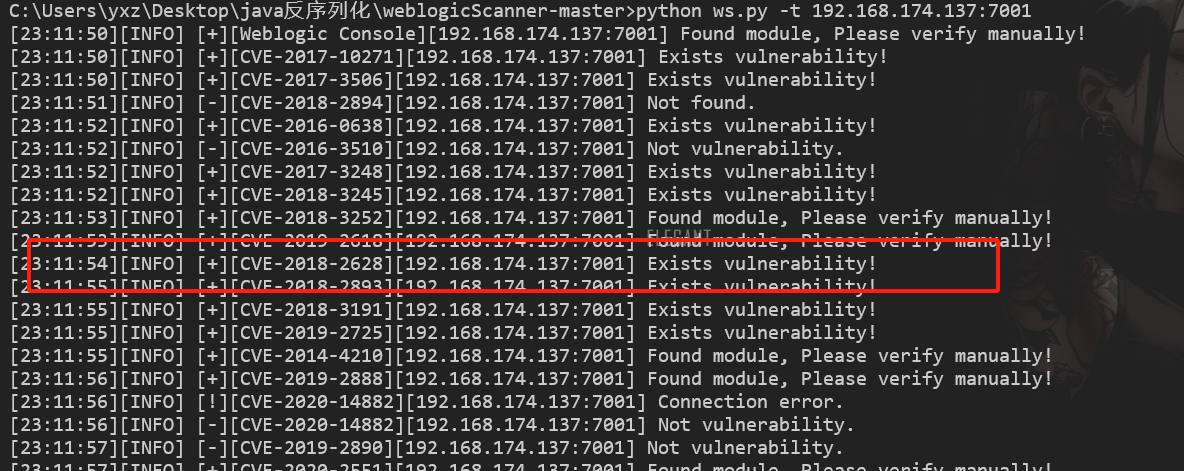 C:\Users\yxz\Desktop\java反序列化\weblogicScanner-master>python ws.py -t 192.168.174.137:7001
[23:11:50][INFO] [+][Weblogic Console][192.168.174.137:7001] Found module, Please verify manually!
[23:11:50][INFO] [+][CVE-2017-10271][192.168.174.137:7001] Exists vulnerability!
[23:11:50][INFO] [+][CVE-2017-3506][192.168.174.137:7001] Exists vulnerability!
[23:11:51][INFO] [-][CVE-2018-2894][192.168.174.137:7001] Not found.
[23:11:52][INFO] [+][CVE-2016-0638][192.168.174.137:7001] Exists vulnerability!
[23:11:52][INFO] [-][CVE-2016-3510][192.168.174.137:7001] Not vulnerability.
[23:11:52][INFO] [+][CVE-2017-3248][192.168.174.137:7001] Exists vulnerability!
[23:11:52][INFO] [+][CVE-2018-3245][192.168.174.137:7001] Exists vulnerability!
[23:11:53][INFO] [+][CVE-2018-3252][192.168.174.137:7001] Found module, Please verify manually!
[23:11:53][INFO] [+][CVE-2019-2618][192.168.174.137:7001] Found module, Please verify manually!
ELEGANT
[23:11:54][INFO] [+][CVE-2018-2628][192.168.174.137:7001] Exists vulnerability!
[23:11:55][INFO] [+][CVE-2018-2893][192.168.174.137:7001] Exists vulnerability!
[23:11:55][INFO] [+][CVE-2018-3191][192.168.174.137:7001] Exists vulnerability!
[23:11:55][INFO] [+][CVE-2019-2725][192.168.174.137:7001] Exists vulnerability!
[23:11:55][INFO] [+][CVE-2014-4210][192.168.174.137:7001] Found module, Please verify manually!
[23:11:56][INFO] [+][CVE-2019-2888][192.168.174.137:7001] Found module, Please verify manually!
[23:11:56][INFO] [!][CVE-2020-14882][192.168.174.137:7001] Connection error.
[23:11:56][INFO] [-][CVE-2020-14882][192.168.174.137:7001] Not vulnerability.
[23:11:57][INFO] [-][CVE-2019-2890][192.168.174.137:7001] Not vulnerability.
[23:11:57][INFO] [+][CVE-2020-2551][192.168.174.137:7001] Found module, Please verify manually!